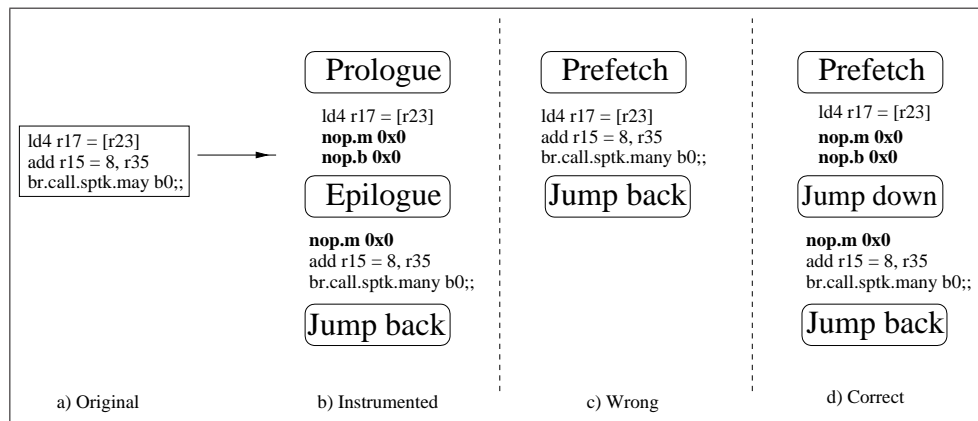 ld4 r17 = [r23]
add r15 = 8, r35
br.call.sptk.may b0;;
a) Original
Prologue
ld4 r17 = [r23]
nop.m 0x0
nop.b 0x0
Epilogue
nop.m 0x0
add r15 = 8, r35
br.call.sptk.many b0;;
Jump back
b) Instrumented
Prefetch
ld4 r17 = [r23]
add r15 = 8, r35
br.call.sptk.many b0;;
Jump back
c) Wrong
Prefetch
ld4 r17 = [r23]
nop.m 0x0
nop.b 0x0
Jump down
nop.m 0x0
add r15 = 8, r35
br.call.sptk.many b0;;
Jump back
d) Correct